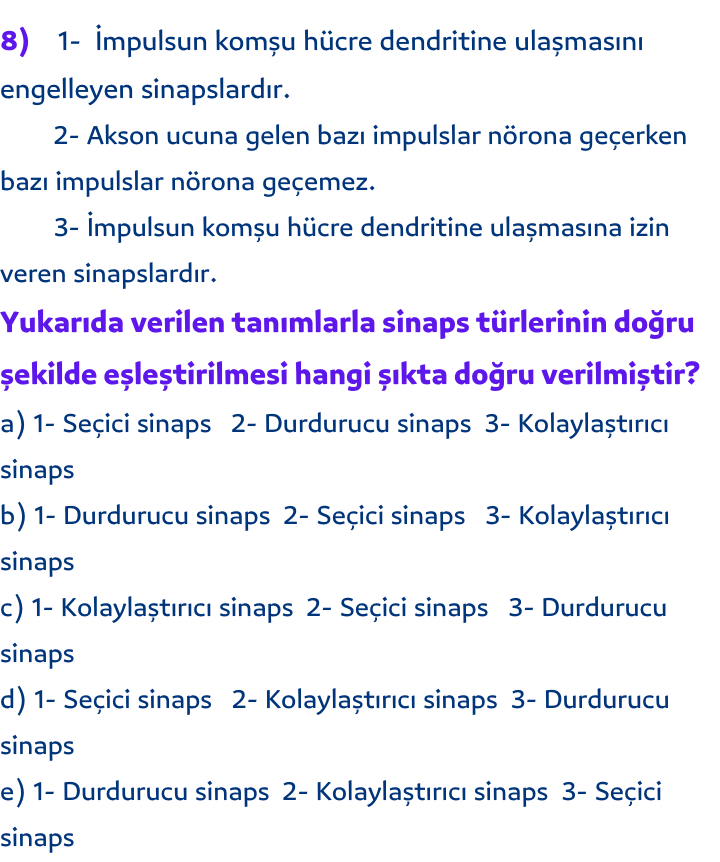 8) 1- İmpulsun komşu hücre dendritine ulaşmasını
engelleyen sinapslardır.
2- Akson ucuna gelen bazı impulslar nörona geçerken
bazı impulslar nörona geçemez.
3- İmpulsun komşu hücre dendritine ulaşmasına izin
veren sinapslardır.
Yukarıda verilen tanımlarla sinaps türlerinin doğru
şekilde eşleştirilmesi hangi şıkta doğru verilmiştir?
a) 1- Seçici sinaps 2- Durdurucu sinaps 3- Kolaylaştırıcı
sinaps
b) 1- Durdurucu sinaps 2- Seçici sinaps 3- Kolaylaştırıcı
sinaps
c) 1- Kolaylaştırıcı sinaps 2- Seçici sinaps 3- Durdurucu
sinaps
d) 1- Seçici sinaps 2- Kolaylaştırıcı sinaps 3- Durdurucu
sinaps
e) 1- Durdurucu sinaps 2- Kolaylaştırıcı sinaps 3- Seçici
sinaps